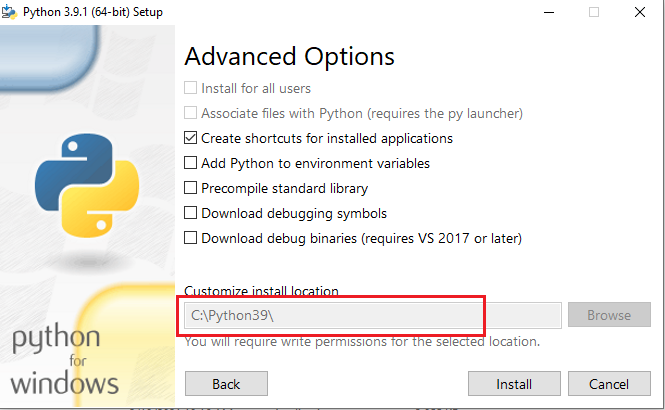 Python 3.9.1 (64-bit) Setup
Advanced Options
Install for all users
Associate files with Python (requires the py launcher)
Create shortcuts for installed applications
Add Python to environment variables
Precompile standard library
Download debugging symbols
Download debug binaries (requires VS 2017 or later)
Customize install location
C:\Python39\
Browse
You will require write permissions for the selected location.
python
for
windows
Back
Install
Cancel